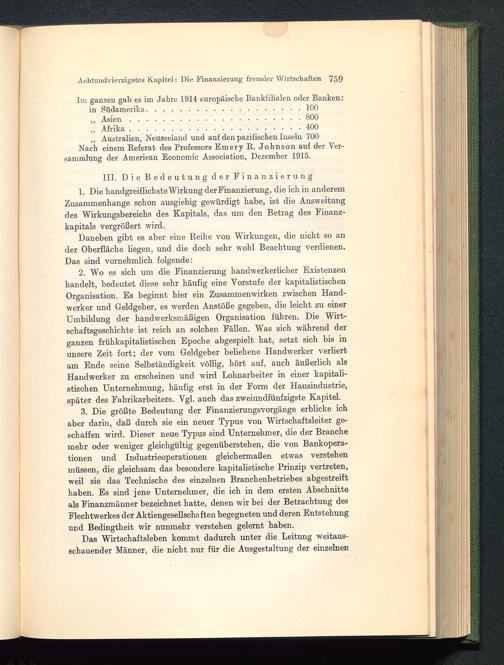 Achtundvierzigstes Kapitel: Die Finanzierung fremder Wirtschaften 759
Im ganzen gab es im Jahre 1914 europäische Bankfilialen oder Banken:
in Südamerika. . . . . . . . . . . . . . . . . . . . . . 100
„ Asien . . . . . . . . . . . . . . . . . . . . . . . . 800
„ Afrika . . . . . . . . . . . . . . . . . . . . . . . . 400
„ Australien, Neuseeland und auf den pazifischen Inseln 700
Nach einem Referat des Professors Emery R. Johnson auf der Ver-
sammlung der American Economic Association, Dezember 1915.
III. Die Bedeutung der Finanzierung
1. Die handgreiflichste Wirkung der Finanzierung, die ich in anderem
Zusammenhange schon ausgiebig gewürdigt habe, ist die Ausweitung
des Wirkungsbereichs des Kapitals, das um den Betrag des Finanz-
kapitals vergrößert wird.
Daneben gibt es aber eine Reihe von Wirkungen, die nicht so an
der Oberfläche liegen, und die doch sehr wohl Beachtung verdienen.
Das sind vornehmlich folgende:
2. Wo es sich um die Finanzierung handwerkerlicher Existenzen
handelt, bedeutet diese sehr häufig eine Vorstufe der kapitalistischen
Organisation. Es beginnt hier ein Zusammenwirken zwischen Hand-
werker und Geldgeber, es werden Anstöße gegeben, die leicht zu einer
Umbildung der handwerksmäßigen Organisation führen. Die Wirt-
schaftsgeschichte ist reich an solchen Fällen. Was sich während der
ganzen frühkapitalistischen Epoche abgespielt hat, setzt sich bis in
unsere Zeit fort; der vom Geldgeber beliehene Handwerker verliert
am Ende seine Selbständigkeit völlig, hört auf, auch äußerlich als
Handwerker zu erscheinen und wird Lohnarbeiter in einer kapitali-
stischen Unternehmung, häufig erst in der Form der Hausindustrie,
später des Fabrikarbeiters. Vgl. auch das zweiundfünfzigste Kapitel.
3. Die größte Bedeutung der Finanzierungsvorgänge erblicke ich
aber darin, daß durch sie ein neuer Typus von Wirtschaftsleiter ge-
schaffen wird. Dieser neue Typus sind Unternehmer, die der Branche
mehr oder weniger gleichgültig gegenüberstehen, die von Bankopera-
tionen und Industrieoperationen gleichermaßen etwas verstehen
müssen, die gleichsam das besondere kapitalistische Prinzip vertreten,
weil sie das Technische des einzelnen Branchenbetriebes abgestreift
haben. Es sind jene Unternehmer, die ich in dem ersten Abschnitte
als Finanzmänner bezeichnet hatte, denen wir bei der Betrachtung des
Flechtwerkes der Aktiengesellschaften begegneten und deren Entstehung
und Bedingtheit wir nunmehr verstehen gelernt haben.
Das Wirtschaftsleben kommt dadurch unter die Leitung weitaus-
schauender Männer, die nicht nur für die Ausgestaltung der einzelnen